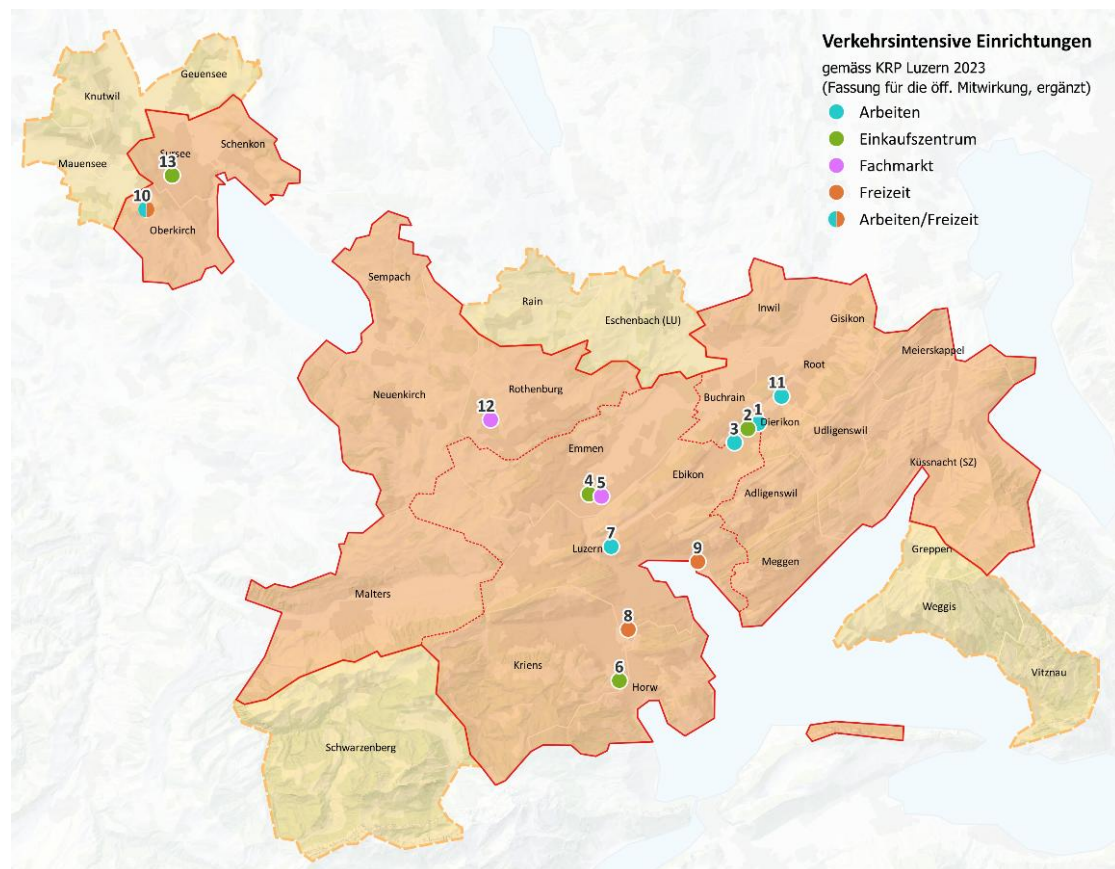 Verkehrsintensive Einrichtungen
gemäss KRP Luzern 2023
(Fassung für die öff. Mitwirkung, ergänzt)
Arbeiten
Einkaufszentrum
Fachmarkt
Freizeit
Arbeiten/Freizeit
Geuensee
Knutwil
Schenkon
Sursee
13
Mauensee
10
Oberkirch
Sempach
Rain
Eschenbach (LU)
Inwil
Gisikon
Meierskappel
Root
Neuenkirch
Rothenburg
Buchrain
11
12
2
1
3
Dierikon
Udligenswil
Emmen
Ebikon
Küssnacht (SZ)
4
5
Adligenswil
7
Luzern
9
Meggen
Greppen
Malters
Weggis
8
Kriens
6
Horw
Vitznau
Schwarzenberg